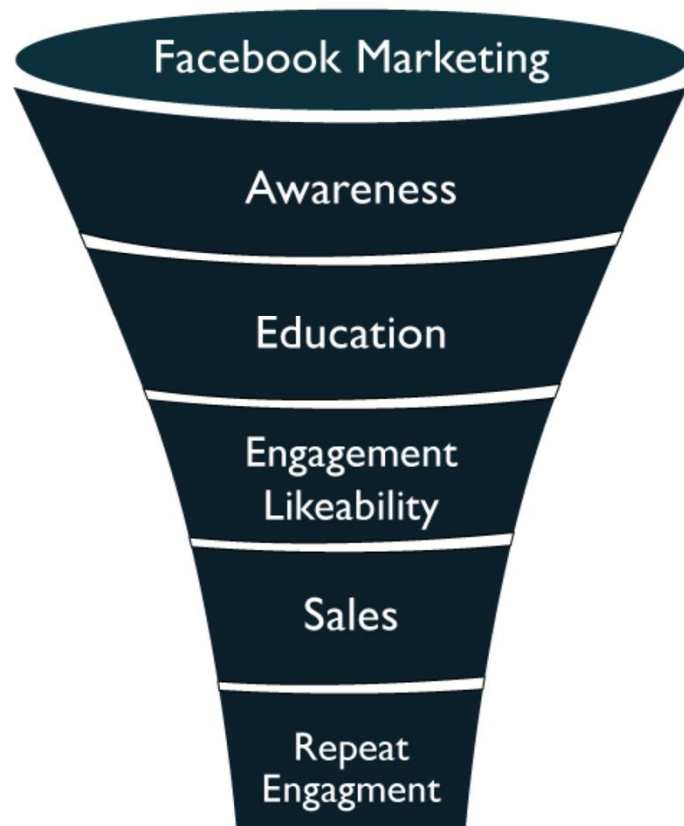 Facebook Marketing
Awareness
Education
Engagement
Likeability
Sales
Repeat
Engagment